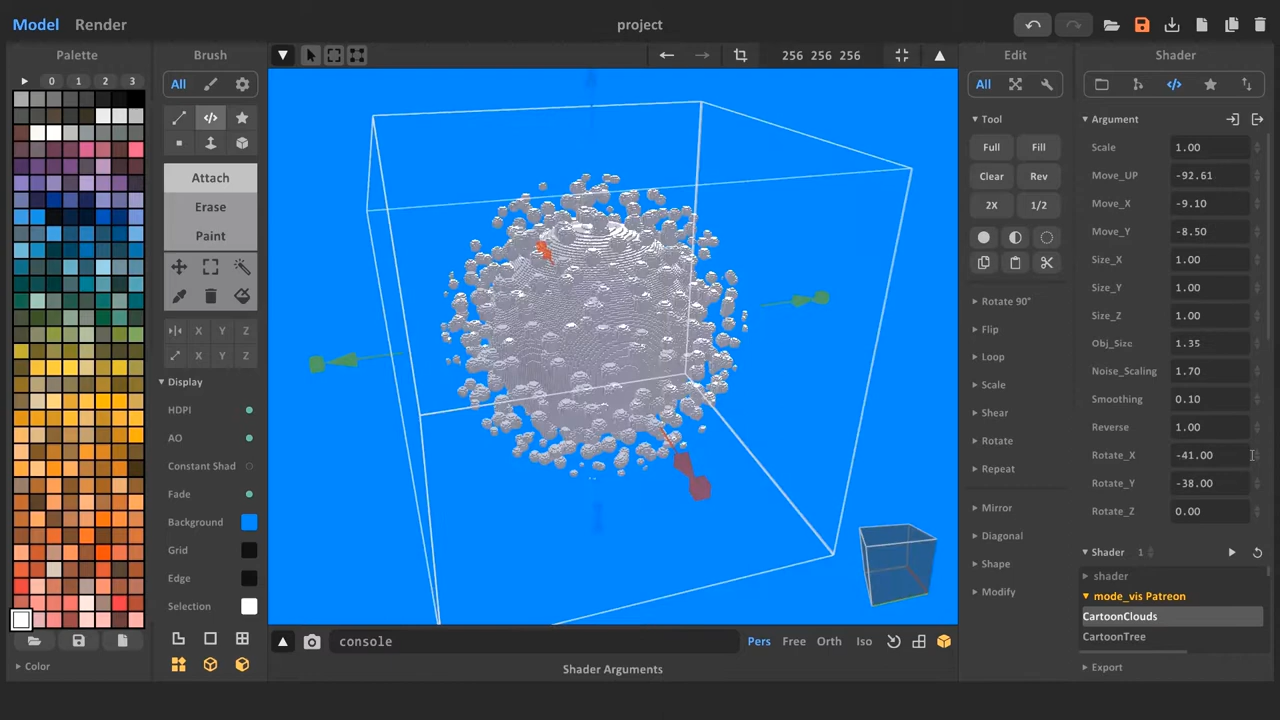 Model Render
project
Palette
0 1 2 3
Color
Brush
All
Attach
Erase
Paint
X Y Z
X Y Z
Display
HDPI
AO
Constant Shad
Fade
Background
Grid
Edge
Selection
256 256 256
console
Pers Free Orth Iso
Shader Arguments
Edit
All
Tool
Full Fill
Clear Rev
2X 1/2
Rotate 90°
Flip
Loop
Scale
Shear
Rotate
Repeat
Mirror
Diagonal
Shape
Modify
Shader
Argument
Scale 1.00
Move_UP -92.61
Move_X -9.10
Move_Y -8.50
Size_X 1.00
Size_Y 1.00
Size_Z 1.00
Obj_Size 1.35
Noise_Scaling 1.70
Smoothing 0.10
Reverse 1.00
Rotate_X -41.00
Rotate_Y -38.00
Rotate_Z 0.00
Shader 1
shader
mode_vis Patreon
CartoonClouds
CartoonTree
Export